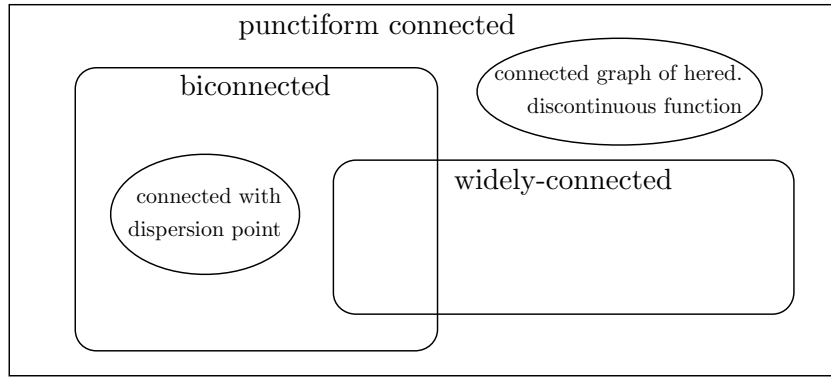 punctiform connected
biconnected
connected graph of hered.
discontinuous function
connected with
dispersion point
widely-connected